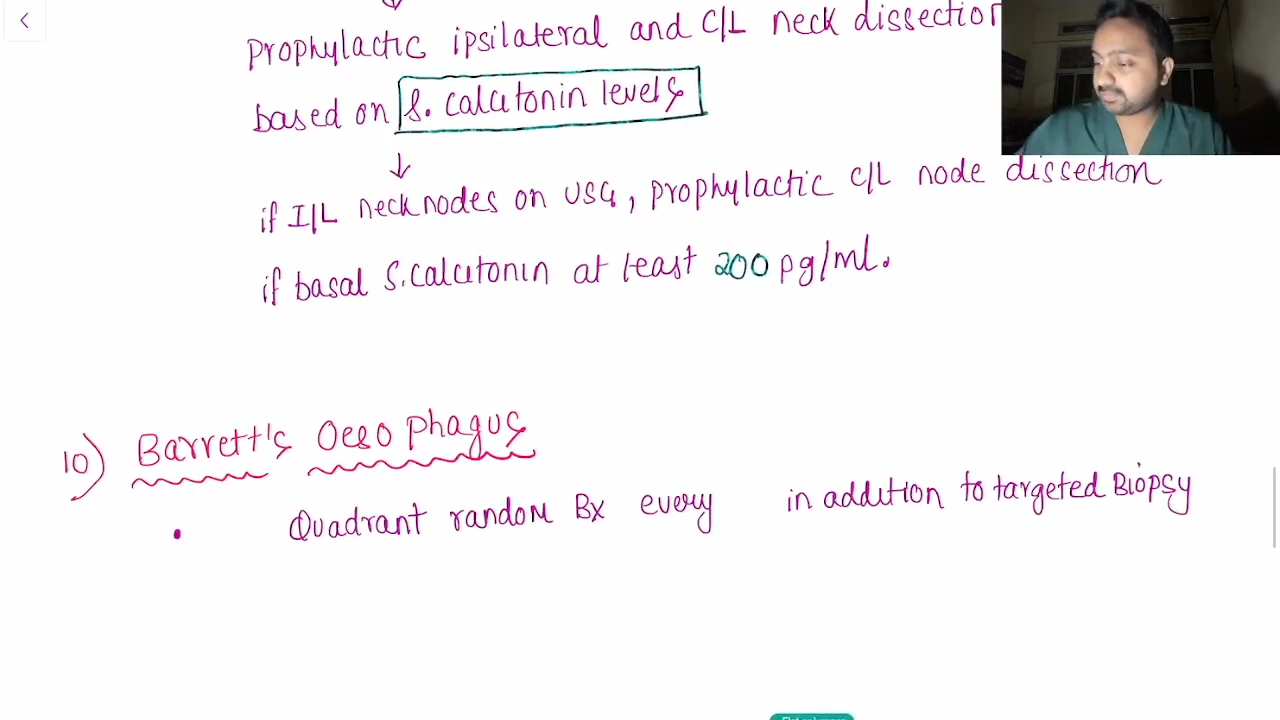 Prophylactic ipsilateral and C/L neck dissection
based on S. calcitonin levels
if I/L neck nodes on USG, prophylactic C/L node dissection
if basal S.calcitonin at least 200 pg/ml.
10) Barrett's Oesophagus
• Quadrant random Bx every in addition to targeted Biopsy